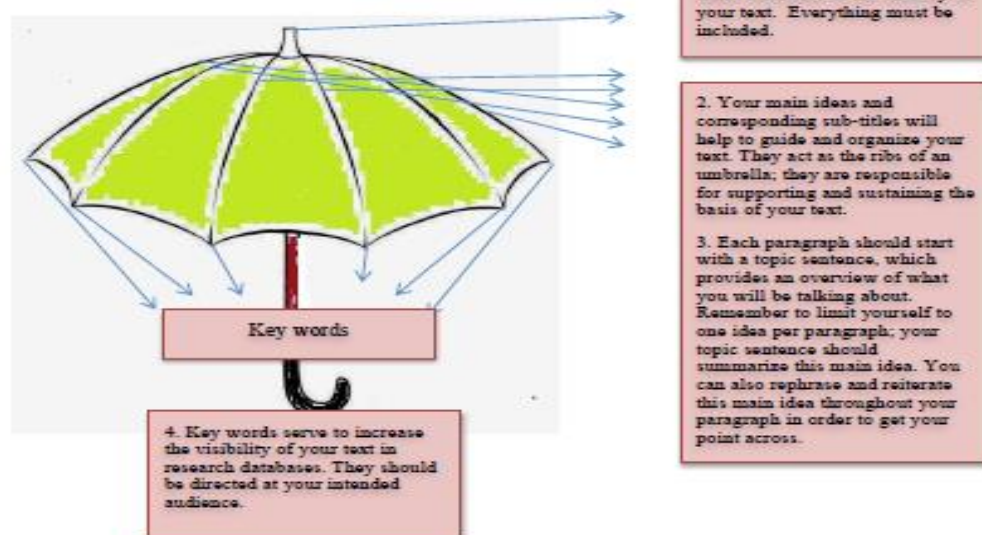 your text. Everything must be
included.
2. Your main ideas and
corresponding sub-titles will
help to guide and organize your
text. They act as the ribs of an
umbrella; they are responsible
for supporting and sustaining the
basis of your text.
3. Each paragraph should start
with a topic sentence, which
provides an overview of what
you will be talking about.
Remember to limit yourself to
one idea per paragraph; your
topic sentence should
summarize this main idea. You
can also rephrase and reiterate
this main idea throughout your
paragraph in order to get your
point across.
Key words
4. Key words serve to increase
the visibility of your text in
research databases. They should
be directed at your intended
audience.